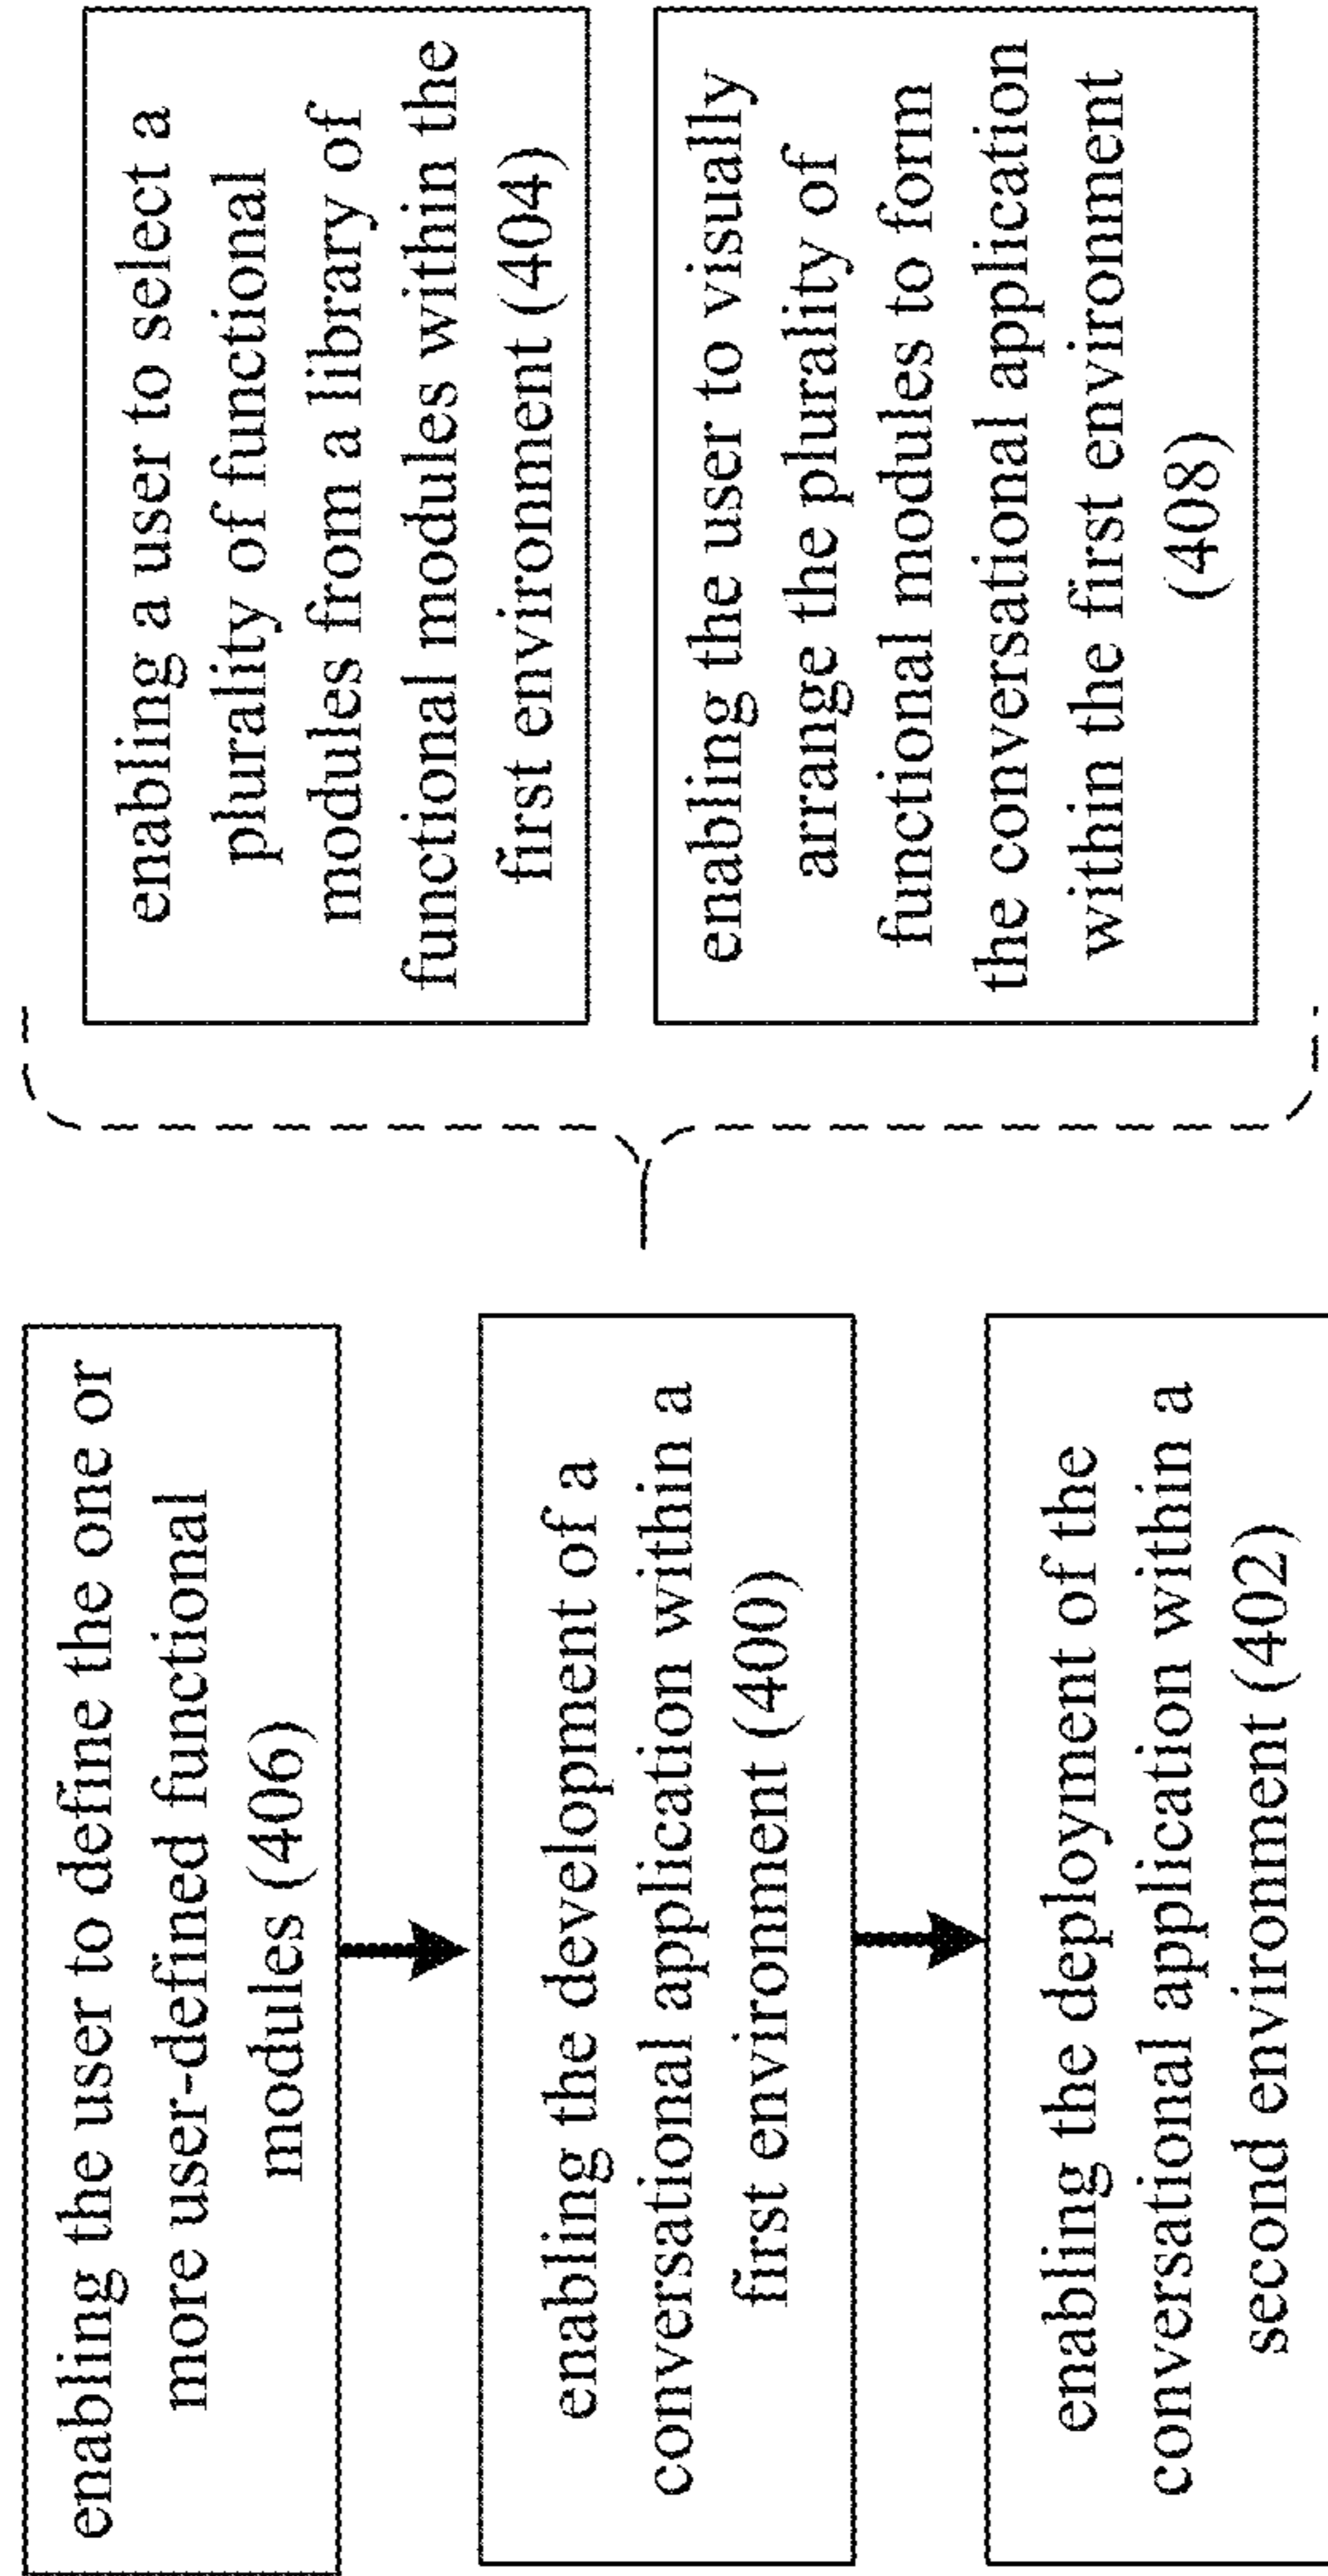 enabling the user to define the one or
more user-defined functional
modules (406)
enabling the development of a
conversational application within a
first environment (400)
enabling the deployment of the
conversational application within a
second environment (402)
enabling a user to select a
plurality of functional
modules from a library of
functional modules within the
first environment (404)
enabling the user to visually
arrange the plurality of
functional modules to form
the conversational application
within the first environment
(408)